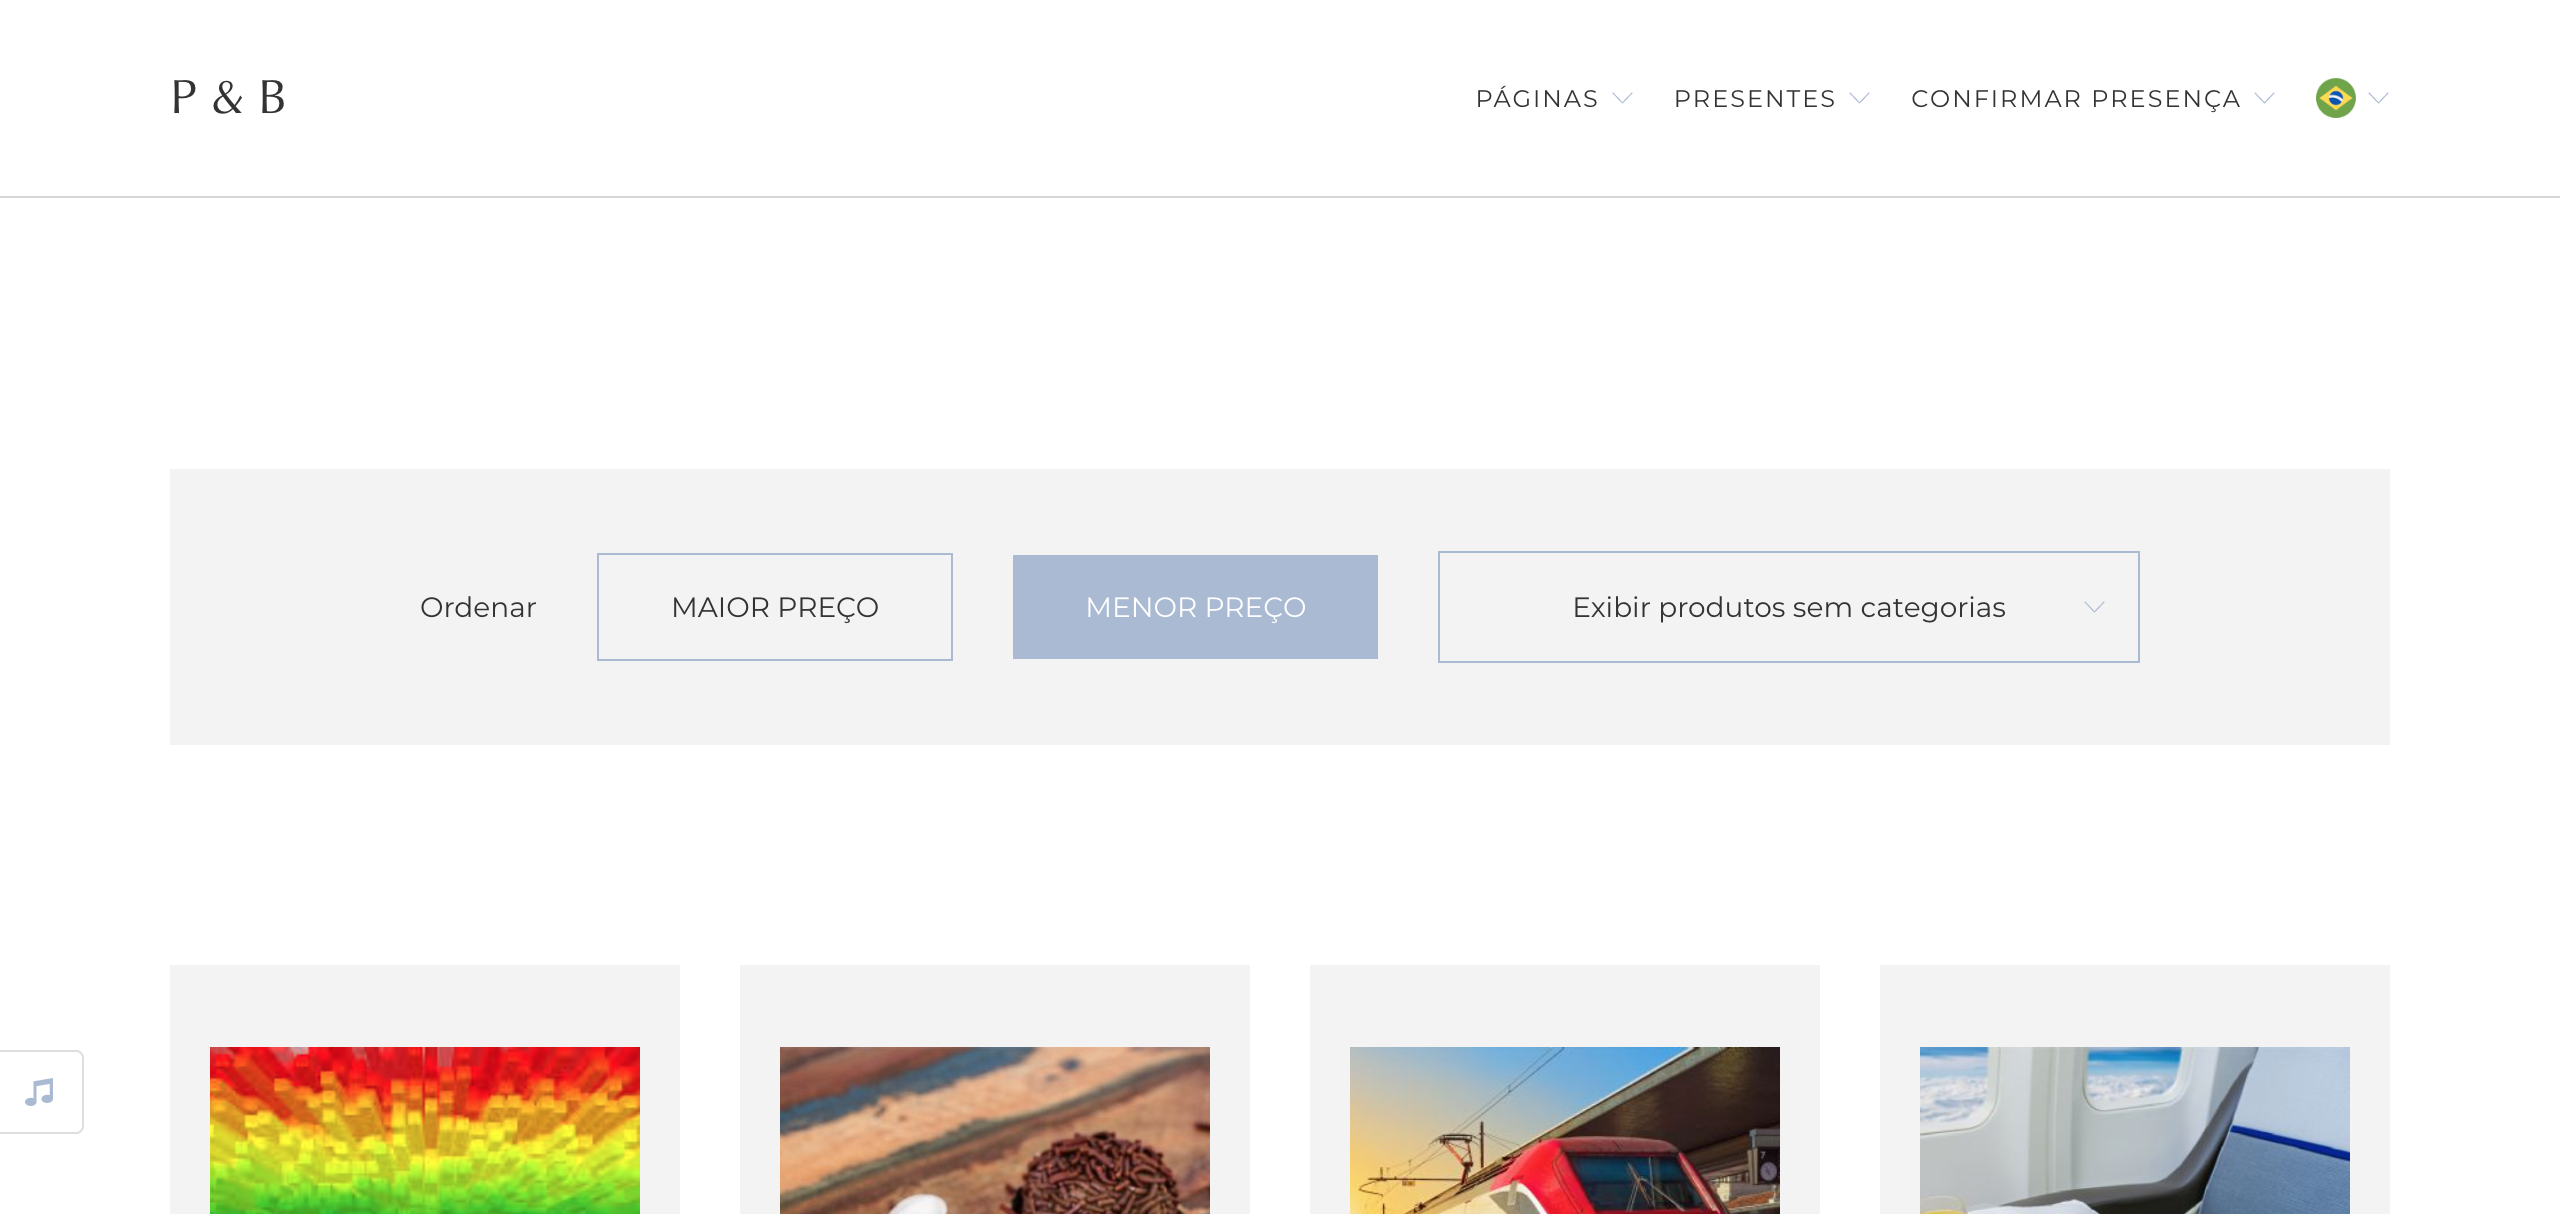 P & B
PÁGINAS
PRESENTES
CONFIRMAR PRESENÇA
Ordenar
MAIOR PREÇO
MENOR PREÇO
Exibir produtos sem categorias